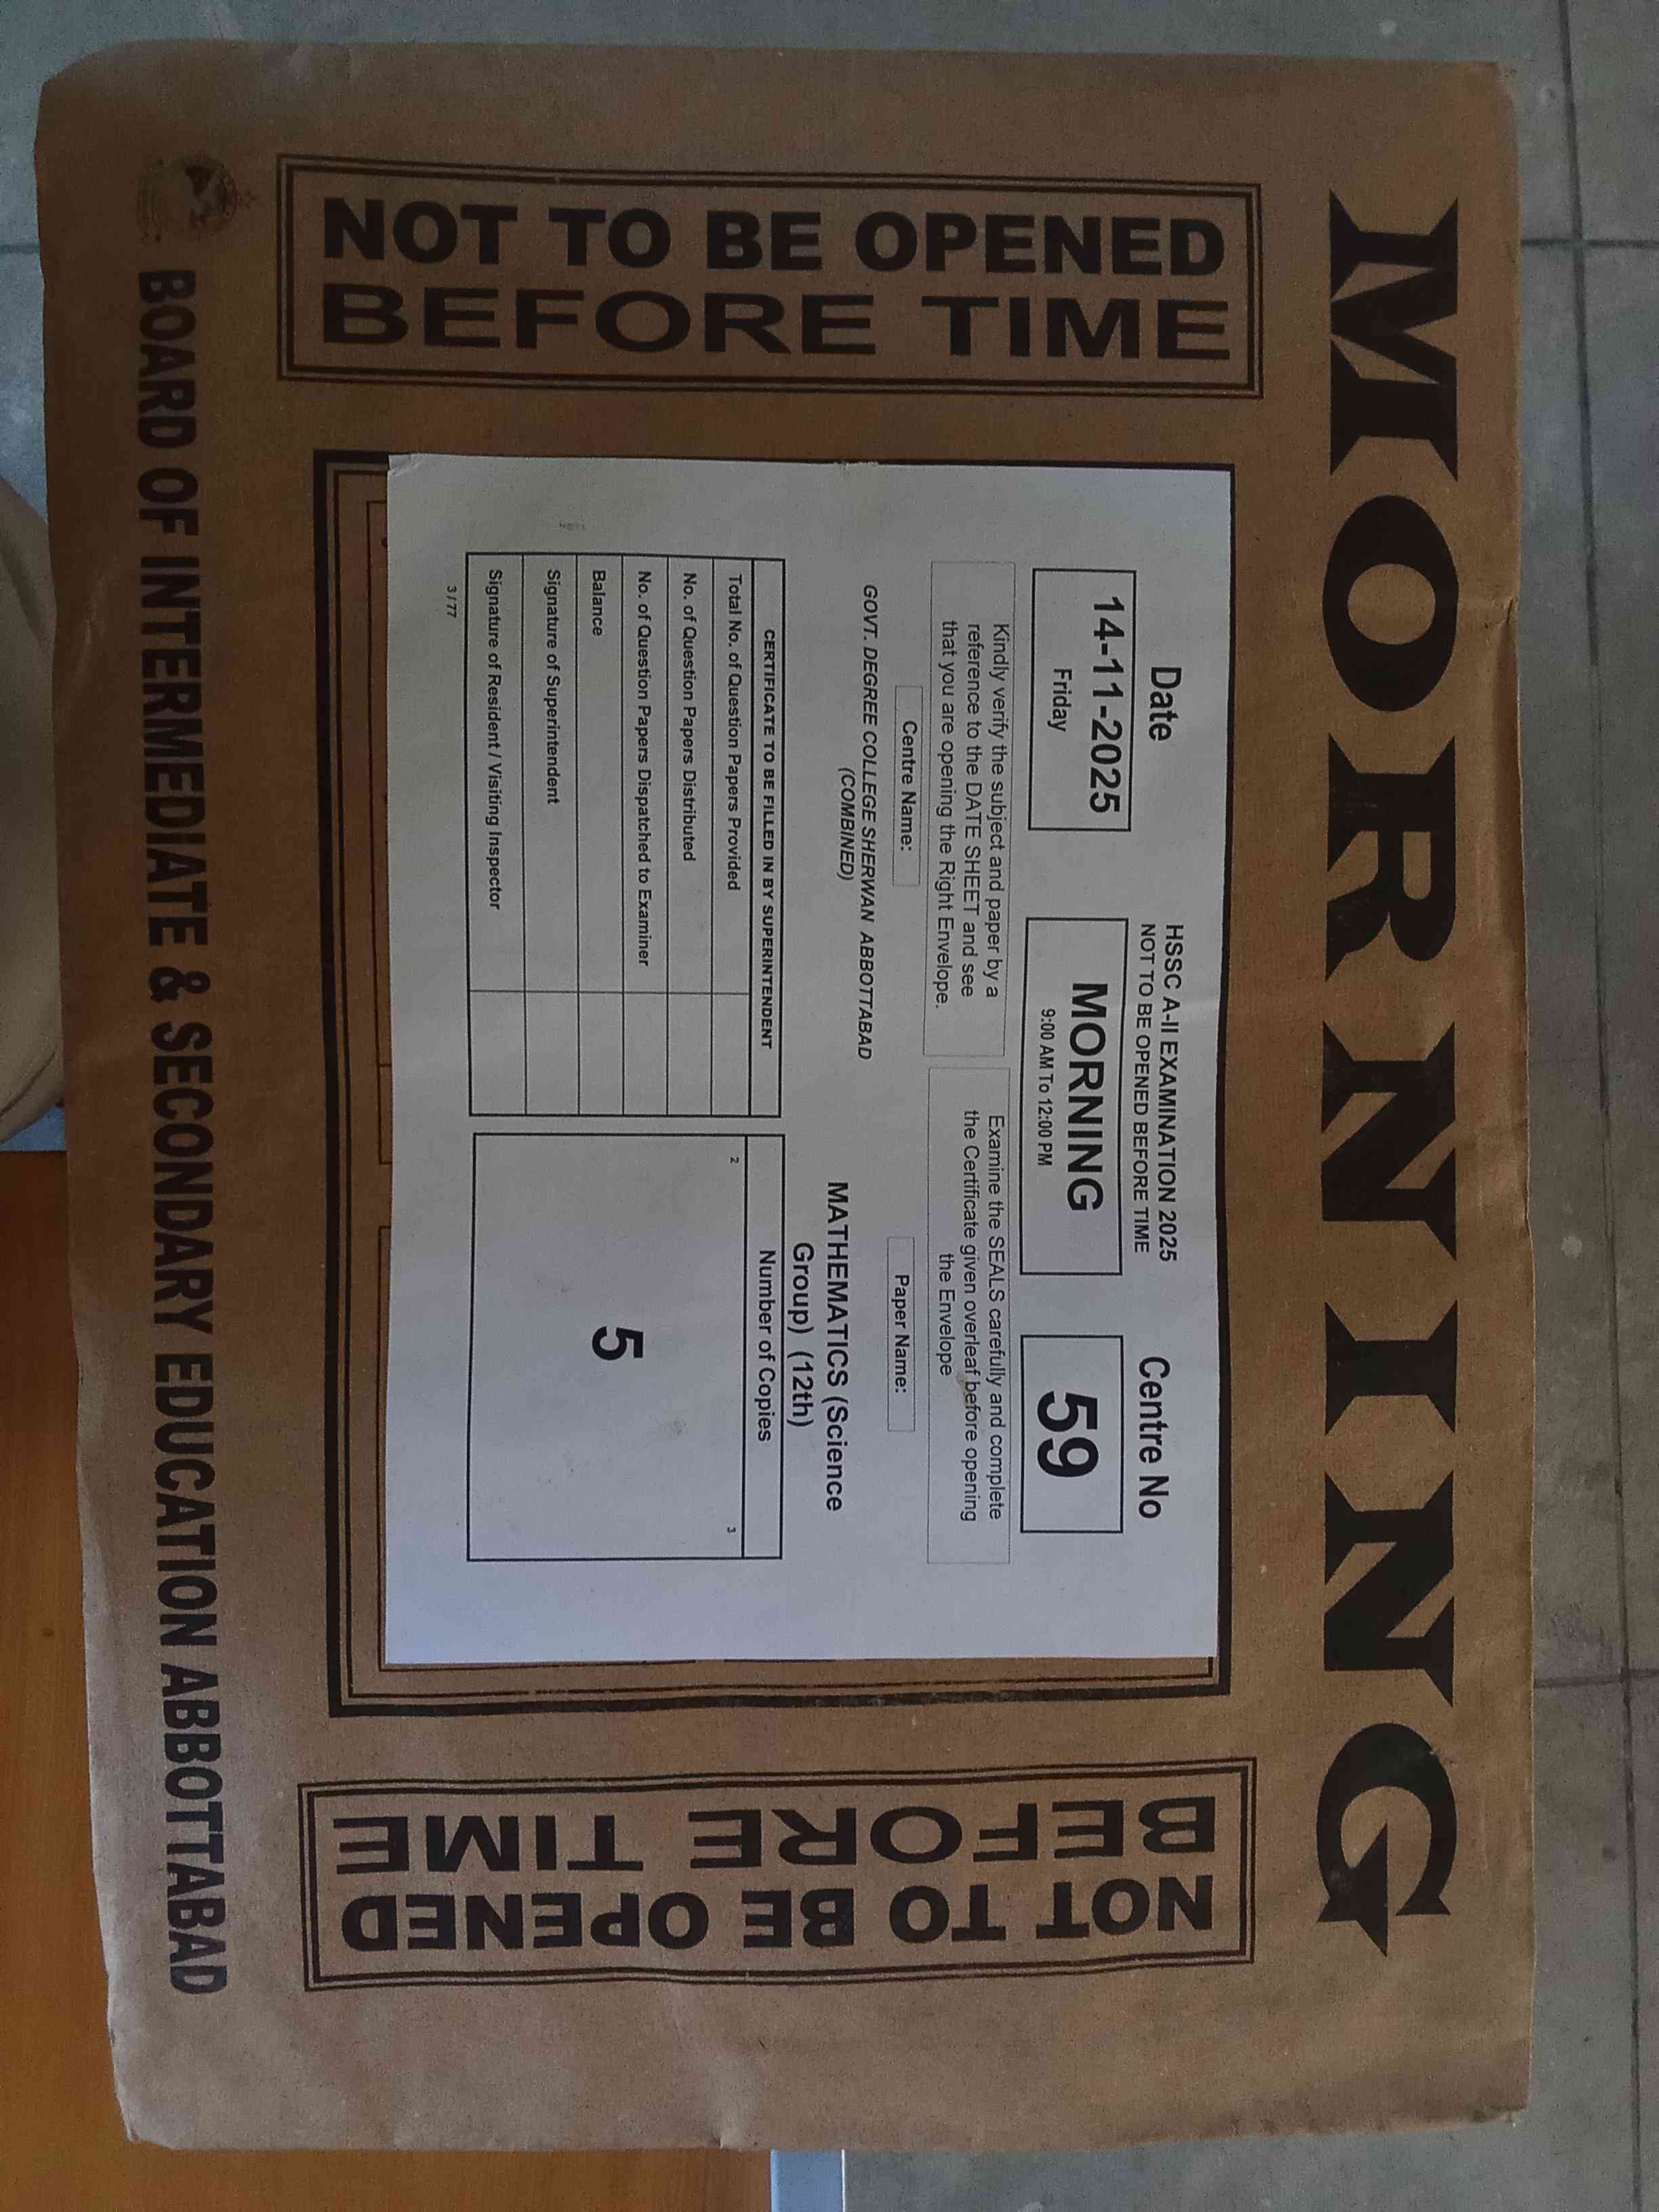 MORNING
NOT TO BE OPENED
BEFORE TIME
Date
14-11-2025
Friday
HSSC A-II EXAMINATION 2025
NOT TO BE OPENED BEFORE TIME
MORNING
9:00 AM To 12:00 PM
Centre No
59
Kindly verify the subject and paper by a
reference to the DATE SHEET and see
that you are opening the Right Envelope.
Examine the SEALS carefully and complete
the Certificate given overleaf before opening
the Envelope
Centre Name:
GOVT. DEGREE COLLEGE SHERWAN ABBOTTABAD
(COMBINED)
Paper Name:
MATHEMATICS (Science
Group) (12th)
CERTIFICATE TO BE FILLED IN BY SUPERINTENDENT
Total No. of Question Papers Provided
No. of Question Papers Distributed
No. of Question Papers Dispatched to Examiner
Balance
Signature of Superintendent
Signature of Resident / Visiting Inspector
3 / 77
Number of Copies
2
3
5
NOT TO BE OPENED
BEFORE TIME
BOARD OF INTERMEDIATE & SECONDARY EDUCATION ABBOTTABAD